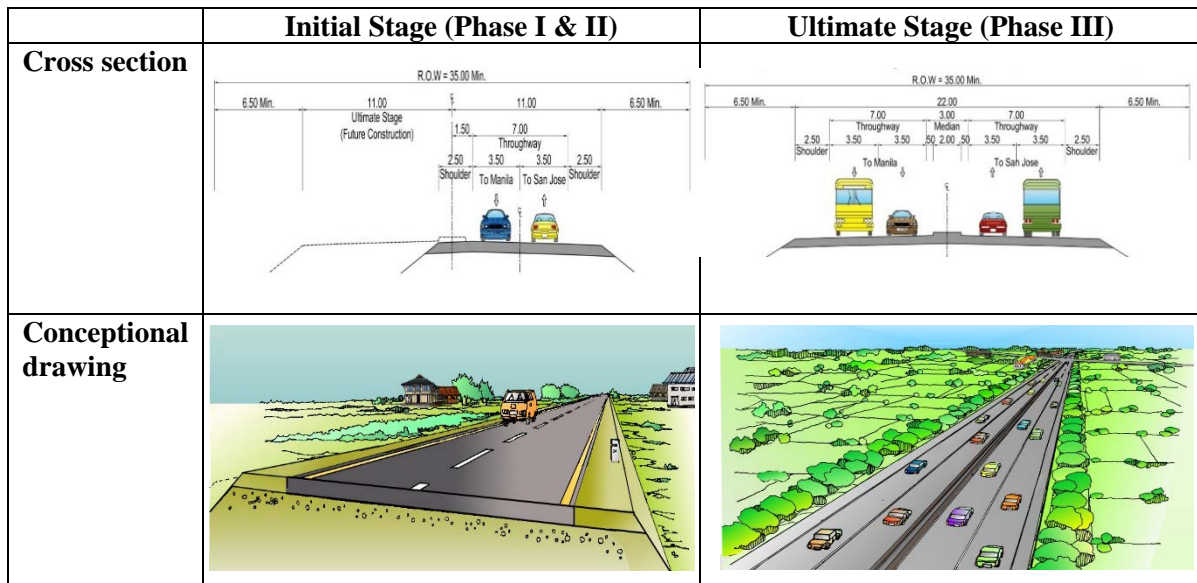 Initial Stage (Phase I & II)
Ultimate Stage (Phase III)
Cross section
R.O.W = 35.00 Min.
6.50 Min.
11.00
11.00
6.50 Min.
Ultimate Stage
(Future Construction)
1.50
7.00
Throughway
2.50
3.50
3.50
2.50
Shoulder
To Manila
To San Jose
Shoulder
R.O.W = 35.00 Min.
6.50 Min.
22.00
6.50 Min.
7.00
3.00
7.00
Throughway
Median
Throughway
2.50
3.50
3.50
.50
2.00
.50
3.50
3.50
2.50
Shoulder
To Manila
To San Jose
Shoulder
Conceptional
drawing